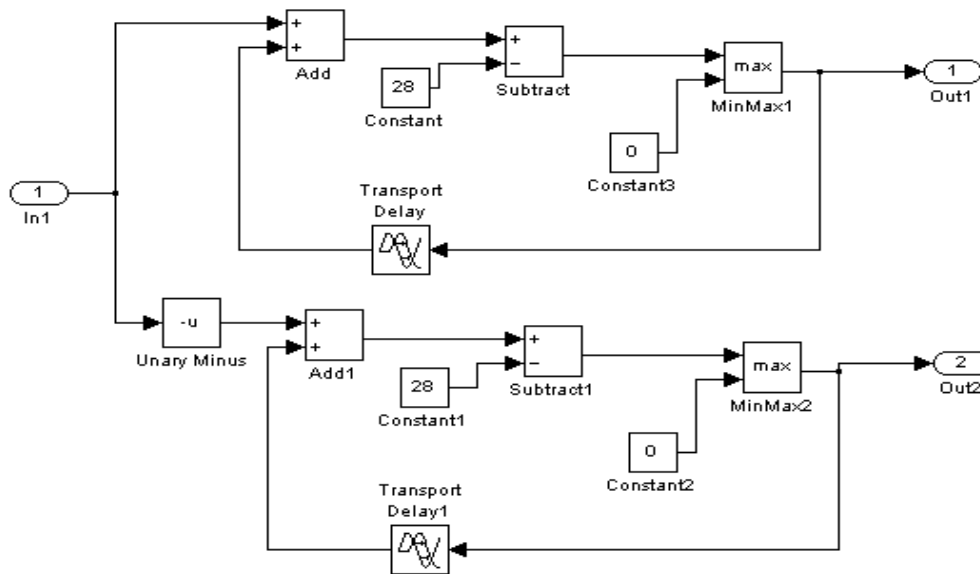 +
+
Add
28
Constant
+
−
Subtract
0
Constant3
max
MinMax1
1
Out1
1
In1
Transport
Delay
-u
Unary Minus
+
+
Add1
28
Constant1
+
−
Subtract1
0
Constant2
max
MinMax2
2
Out2
Transport
Delay1